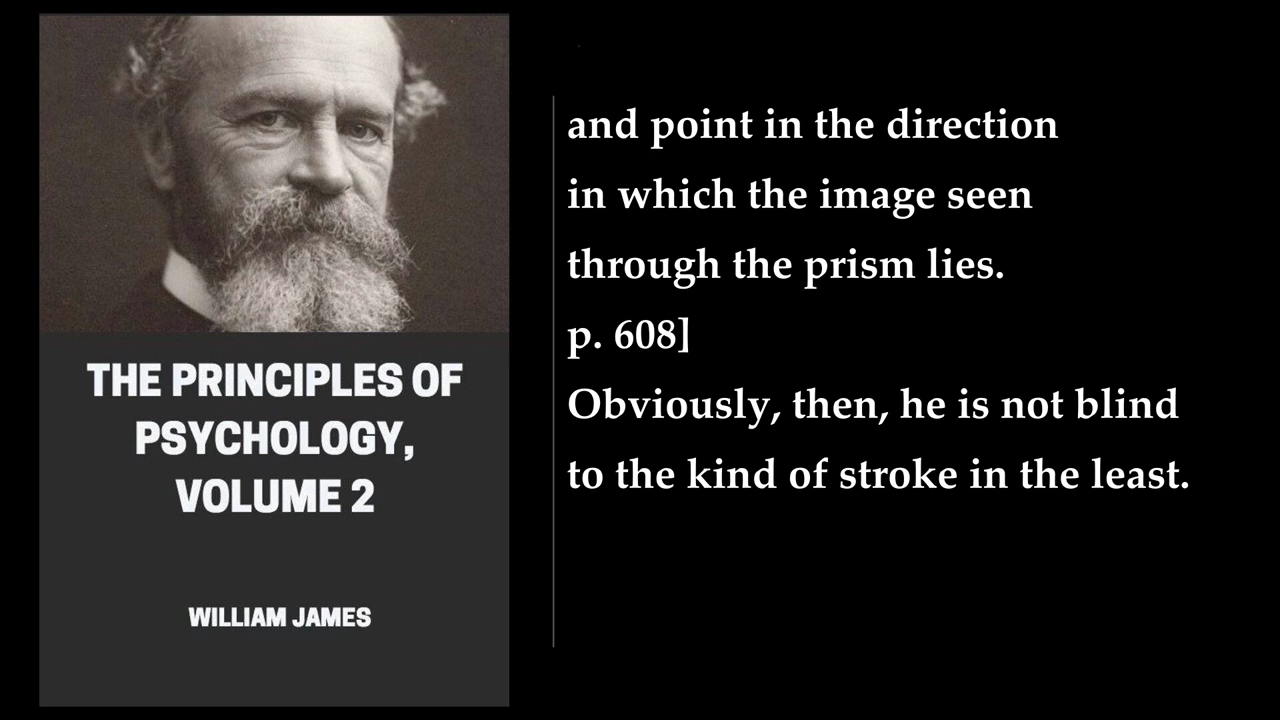 THE PRINCIPLES OF
PSYCHOLOGY,
VOLUME 2
WILLIAM JAMES
and point in the direction
in which the image seen
through the prism lies.
p. 608]
Obviously, then, he is not blind
to the kind of stroke in the least.